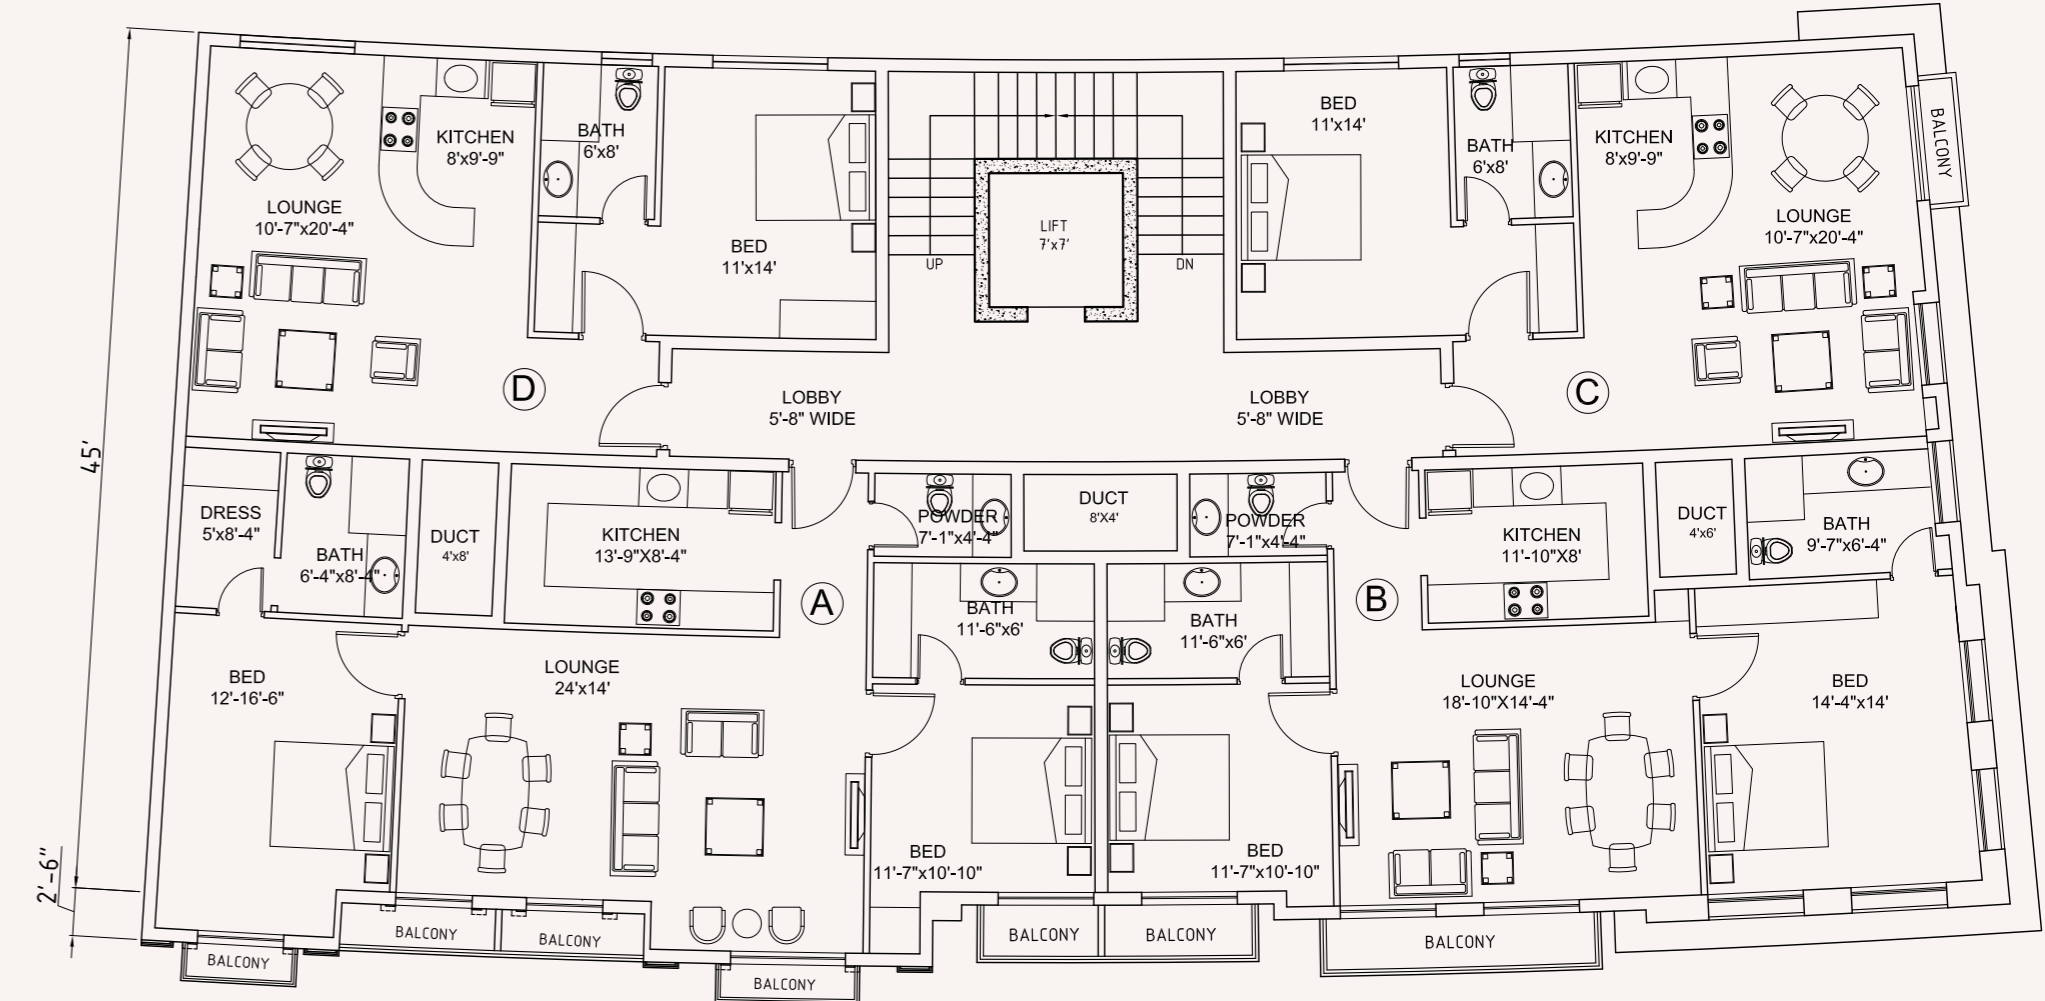 45'
2'-6"
LOUNGE
10'-7"x20'-4"
KITCHEN
8'x9'-9"
BATH
6'x8'
BED
11'x14'
D
UP
LIFT
7'x7'
DN
LOBBY
5'-8" WIDE
LOBBY
5'-8" WIDE
BED
11'x14'
BATH
6'x8'
KITCHEN
8'x9'-9"
LOUNGE
10'-7"x20'-4"
BALCONY
C
DRESS
5'x8'-4"
BATH
6'-4"x8'-4"
DUCT
4'x8'
KITCHEN
13'-9"X8'-4"
A
POWDER
7'-1"x4'-4"
DUCT
8'X4'
POWDER
7'-1"x4'-4"
B
KITCHEN
11'-10"X8'
DUCT
4'x6'
BATH
9'-7"x6'-4"
BED
12'-16'-6"
LOUNGE
24'x14'
BATH
11'-6"x6'
BATH
11'-6"x6'
LOUNGE
18'-10"X14'-4"
BED
14'-4"x14'
BED
11'-7"x10'-10"
BED
11'-7"x10'-10"
BALCONY
BALCONY
BALCONY
BALCONY
BALCONY
BALCONY
BALCONY